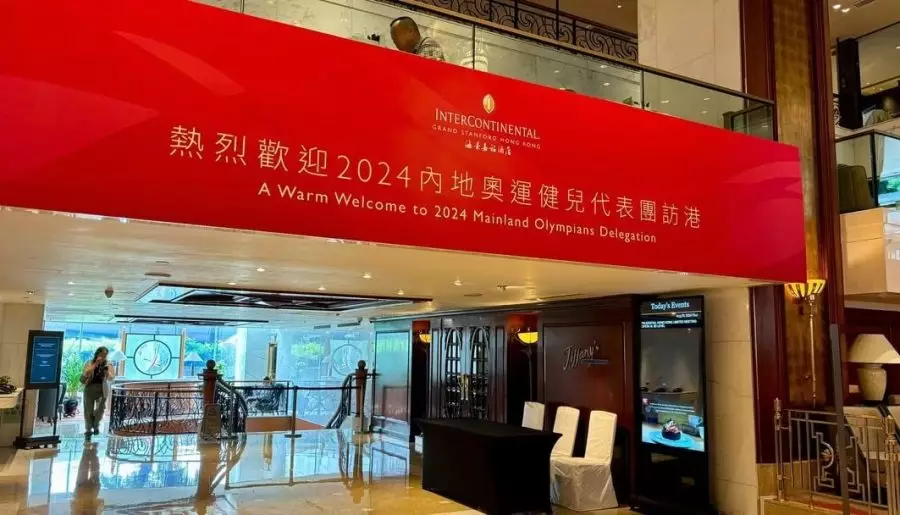 INTERCONTINENTAL
GRAND STANFORD HONG KONG
海景嘉福酒店
熱烈歡迎2024內地奧運健兒代表團訪港
A Warm Welcome to 2024 Mainland Olympians Delegation
Today's Events
Tiffany's